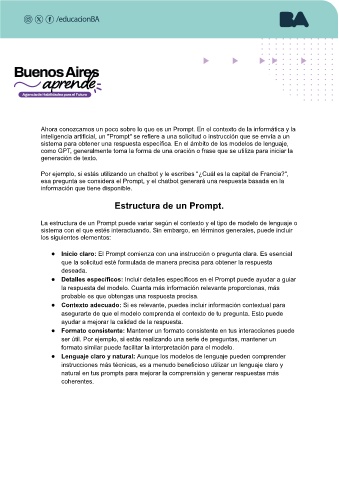 /educacionBA
BA
Buenos Aires
aprende
Agencia de Habilidades para el Futuro
Ahora conozcamos un poco sobre lo que es un Prompt. En el contexto de la informática y la
inteligencia artificial, un "Prompt" se refiere a una solicitud o instrucción que se envía a un
sistema para obtener una respuesta específica. En el ámbito de los modelos de lenguaje,
como GPT, generalmente toma la forma de una oración o frase que se utiliza para iniciar la
generación de texto.
Por ejemplo, si estás utilizando un chatbot y le escribes "¿Cuál es la capital de Francia?",
esa pregunta se considera el Prompt, y el chatbot generará una respuesta basada en la
información que tiene disponible.
Estructura de un Prompt.
La estructura de un Prompt puede variar según el contexto y el tipo de modelo de lenguaje o
sistema con el que estés interactuando. Sin embargo, en términos generales, puede incluir
los siguientes elementos:
● Inicio claro: El Prompt comienza con una instrucción o pregunta clara. Es esencial
que la solicitud esté formulada de manera precisa para obtener la respuesta
deseada.
● Detalles específicos: Incluir detalles específicos en el Prompt puede ayudar a guiar
la respuesta del modelo. Cuanta más información relevante proporciones, más
probable es que obtengas una respuesta precisa.
● Contexto adecuado: Si es relevante, puedes incluir información contextual para
asegurarte de que el modelo comprenda el contexto de tu pregunta. Esto puede
ayudar a mejorar la calidad de la respuesta.
● Formato consistente: Mantener un formato consistente en tus interacciones puede
ser útil. Por ejemplo, si estás realizando una serie de preguntas, mantener un
formato similar puede facilitar la interpretación para el modelo.
● Lenguaje claro y natural: Aunque los modelos de lenguaje pueden comprender
instrucciones más técnicas, es a menudo beneficioso utilizar un lenguaje claro y
natural en tus prompts para mejorar la comprensión y generar respuestas más
coherentes.